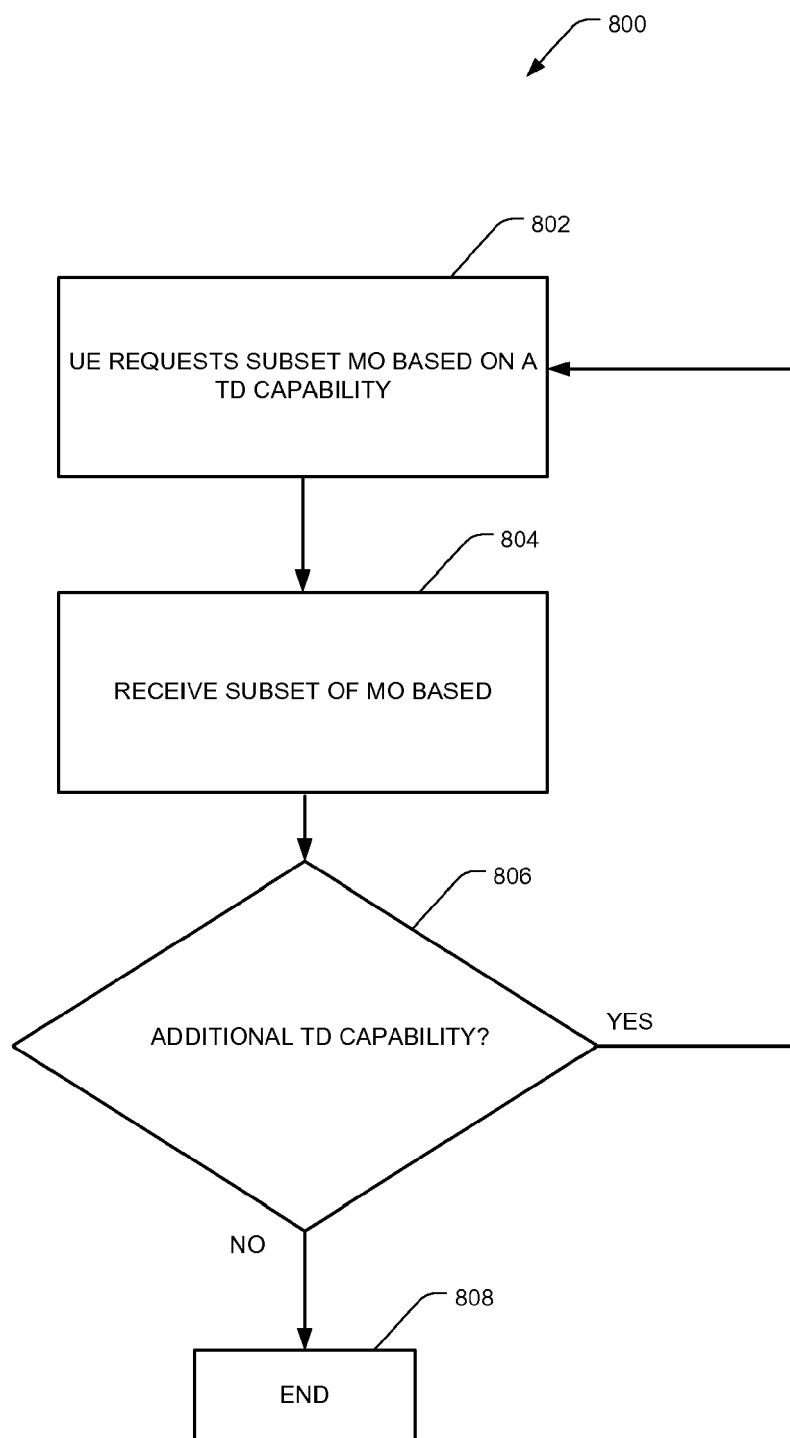 800
802
UE REQUESTS SUBSET MO BASED ON A
TD CAPABILITY
804
RECEIVE SUBSET OF MO BASED
806
ADDITIONAL TD CAPABILITY?
YES
NO
808
END